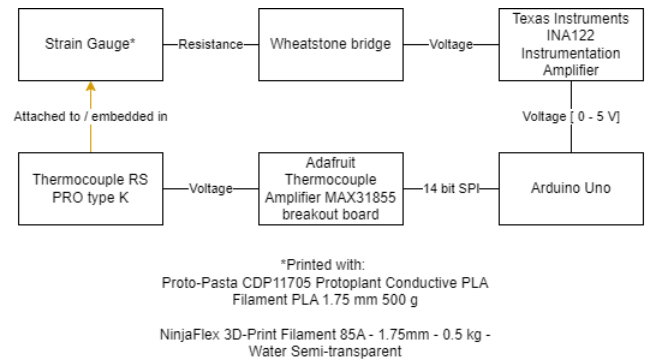 Strain Gauge*
Resistance
Wheatstone bridge
Voltage
Texas Instruments
INA122
Instrumentation
Amplifier
Attached to / embedded in
Voltage [ 0 - 5 V]
Thermocouple RS
PRO type K
Voltage
Adafruit
Thermocouple
Amplifier MAX31855
breakout board
14 bit SPI
Arduino Uno
*Printed with:
Proto-Pasta CDP11705 Protoplant Conductive PLA
Filament PLA 1.75 mm 500 g
NinjaFlex 3D-Print Filament 85A - 1.75mm - 0.5 kg -
Water Semi-transparent